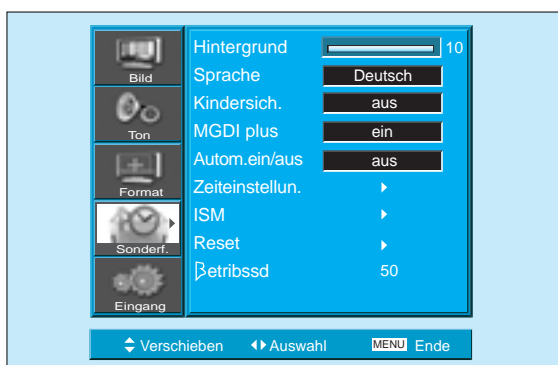 Bild
Ton
Format
Sonderf.
Eingang
Hintergrund 10
Sprache Deutsch
Kindersich. aus
MGDI plus ein
Autom.ein/aus aus
Zeiteinstellun.
ISM
Reset
βetribssd 50
Verschieben Auswahl MENU Ende